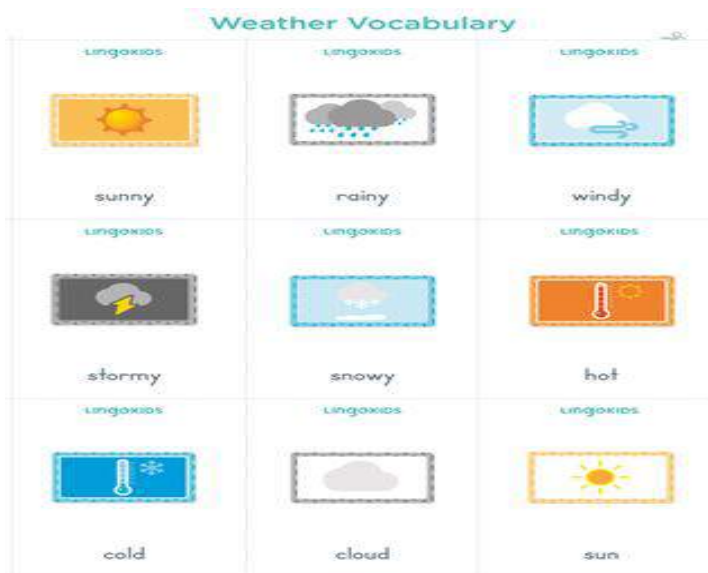 Weather Vocabulary
LINGOKIDS LINGOKIDS LINGOKIDS
sunny rainy windy
LINGOKIDS LINGOKIDS LINGOKIDS
stormy snowy hot
LINGOKIDS LINGOKIDS LINGOKIDS
cold cloud sun